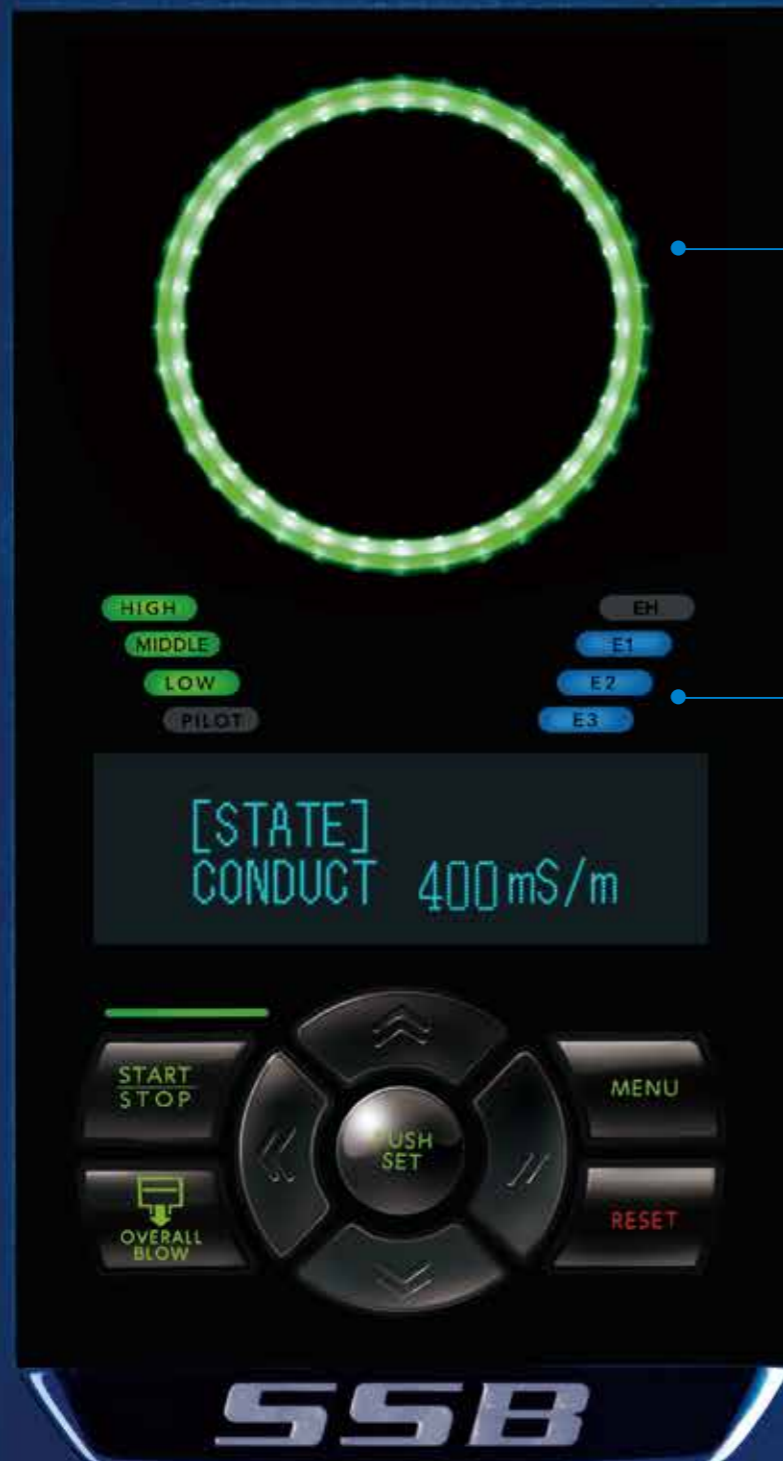 HIGH
MIDDLE
LOW
PILOT
EH
E1
E2
E3
[STATE]
CONDUCT 400mS/m
START
STOP
PUSH
SET
MENU
OVERALL
BLOW
RESET
SSB